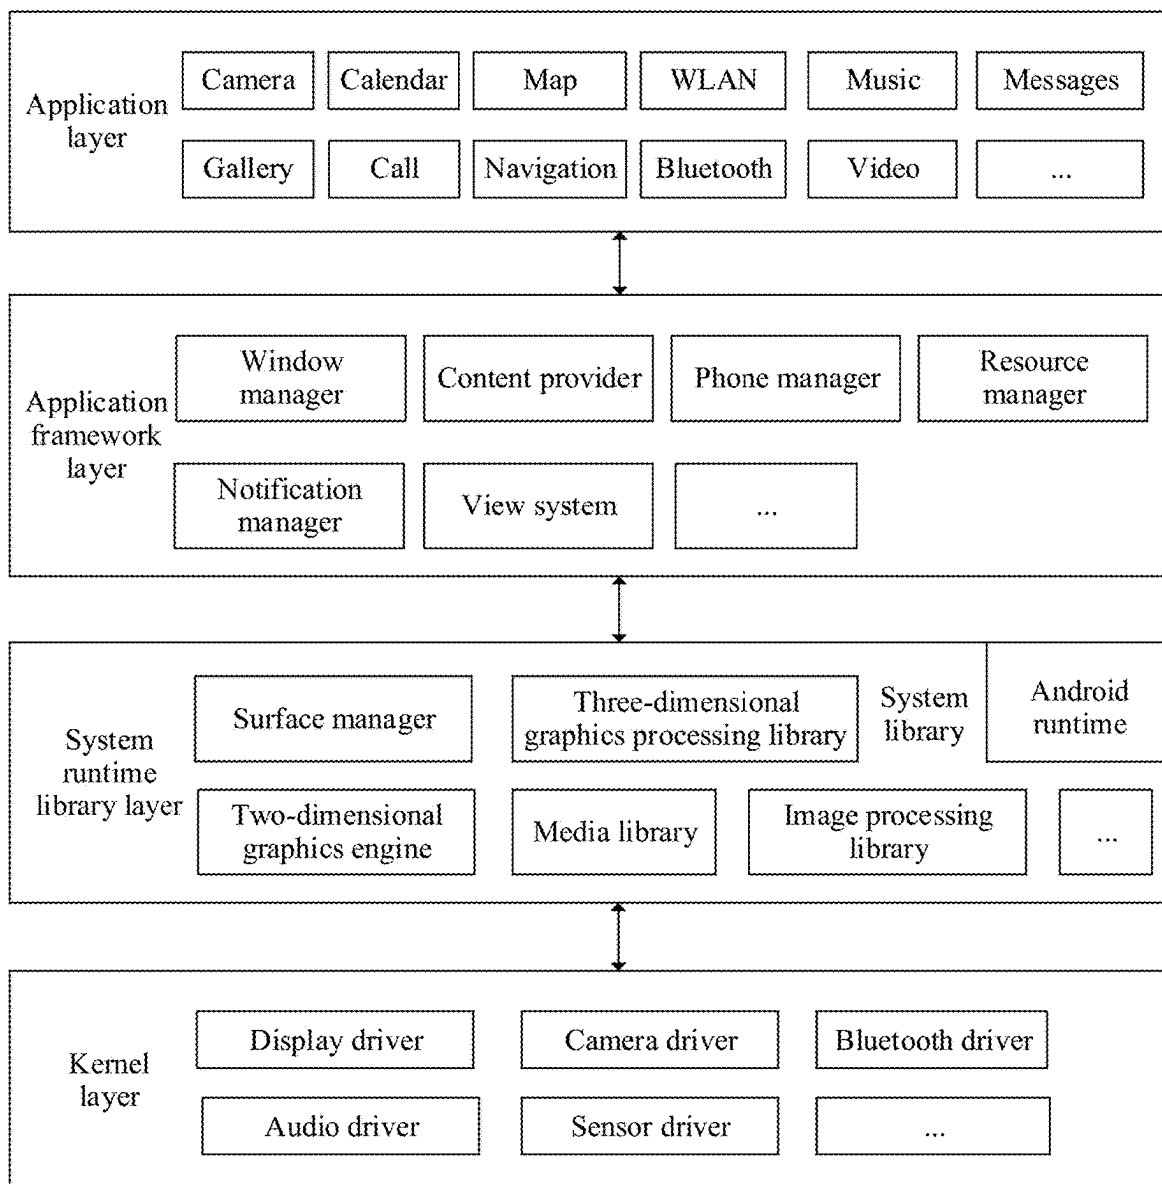 Application
layer
Camera
Calendar
Map
WLAN
Music
Messages
Gallery
Call
Navigation
Bluetooth
Video
...
Application
framework
layer
Window
manager
Content provider
Phone manager
Resource
manager
Notification
manager
View system
...
System
runtime
library layer
Surface manager
Three-dimensional
graphics processing library
System
library
Android
runtime
Two-dimensional
graphics engine
Media library
Image processing
library
...
Kernel
layer
Display driver
Camera driver
Bluetooth driver
Audio driver
Sensor driver
...